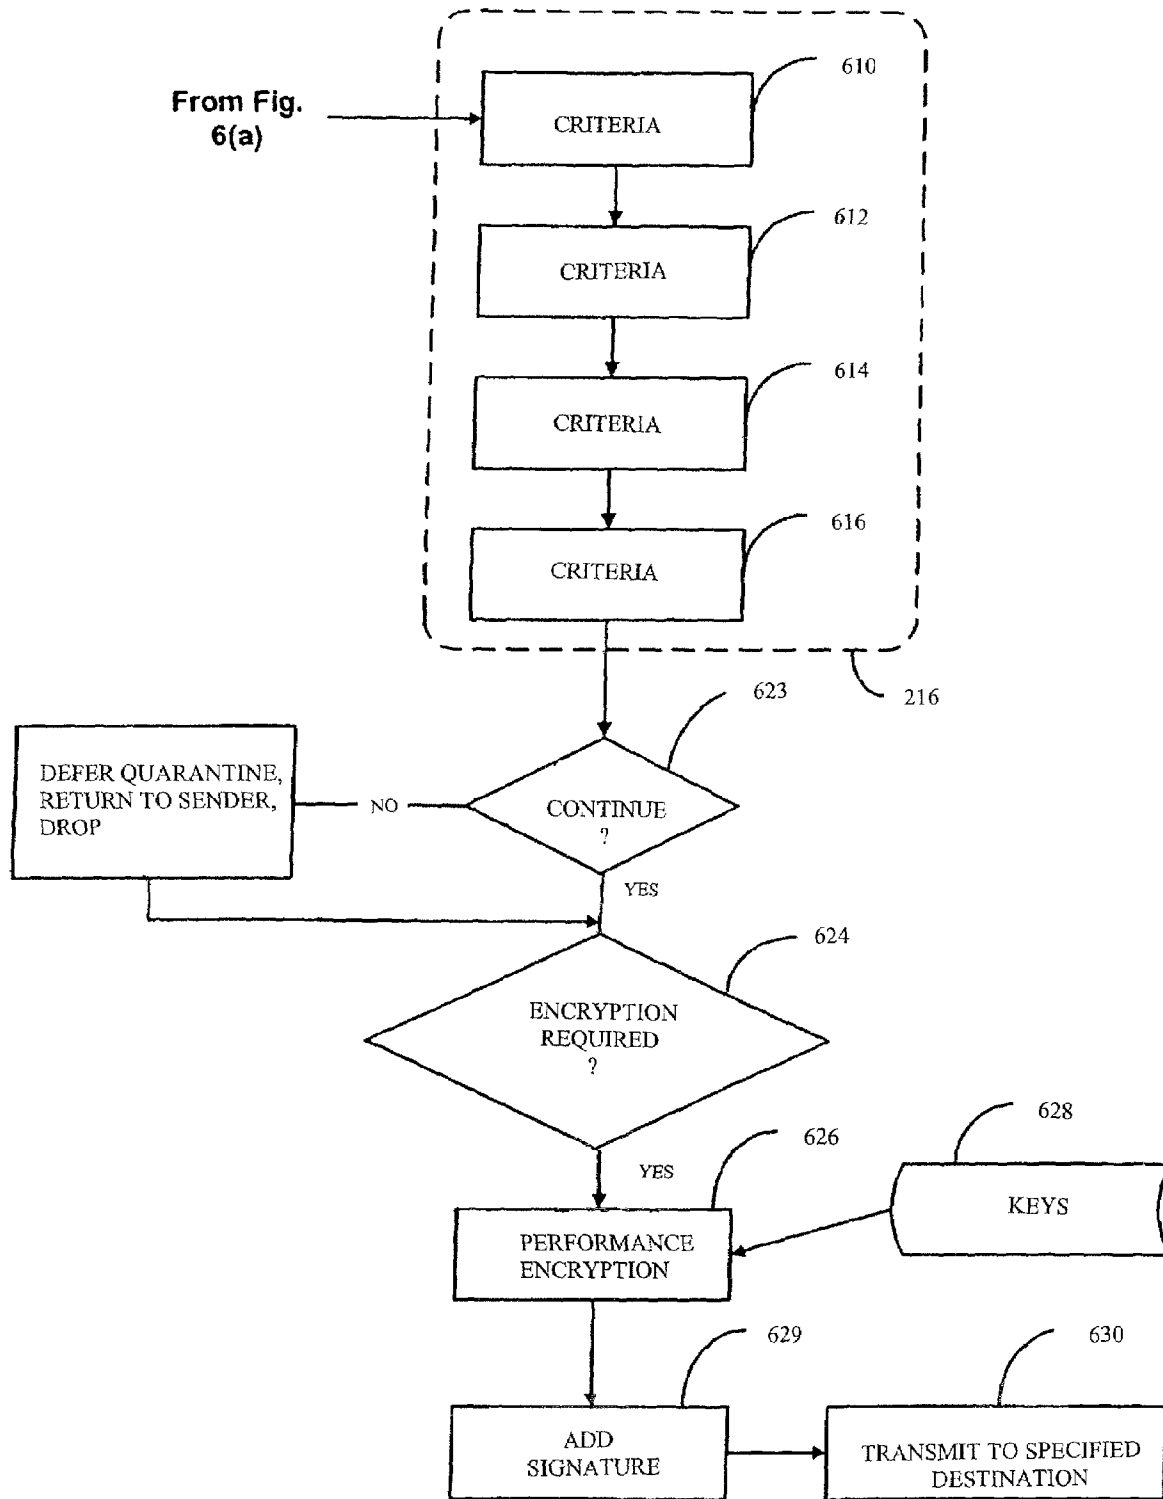 From Fig.
6(a)
610
CRITERIA
612
CRITERIA
614
CRITERIA
616
CRITERIA
216
623
DEFER QUARANTINE,
RETURN TO SENDER,
DROP
NO
CONTINUE
?
YES
624
ENCRYPTION
REQUIRED
?
YES
626
628
KEYS
PERFORMANCE
ENCRYPTION
629
630
ADD
SIGNATURE
TRANSMIT TO SPECIFIED
DESTINATION